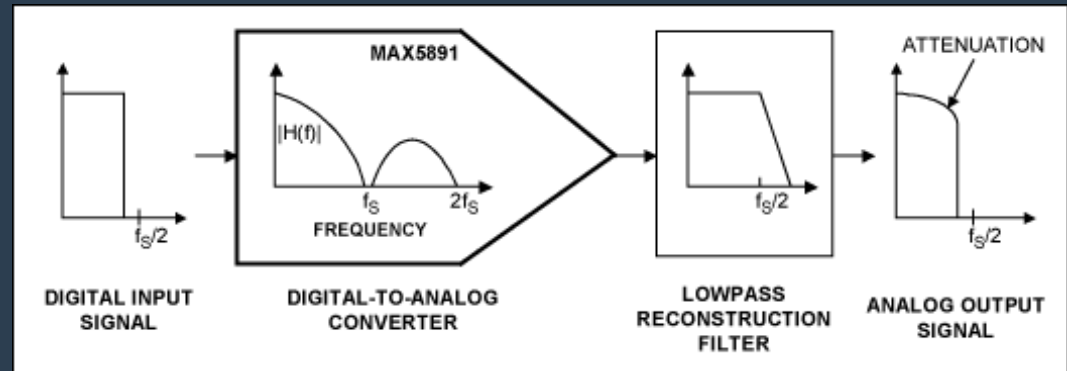 MAX5891
ATTENUATION
|H(f)|
fS/2
fS
2fS
FREQUENCY
fS/2
fS/2
DIGITAL INPUT
SIGNAL
DIGITAL-TO-ANALOG
CONVERTER
LOWPASS
RECONSTRUCTION
FILTER
ANALOG OUTPUT
SIGNAL